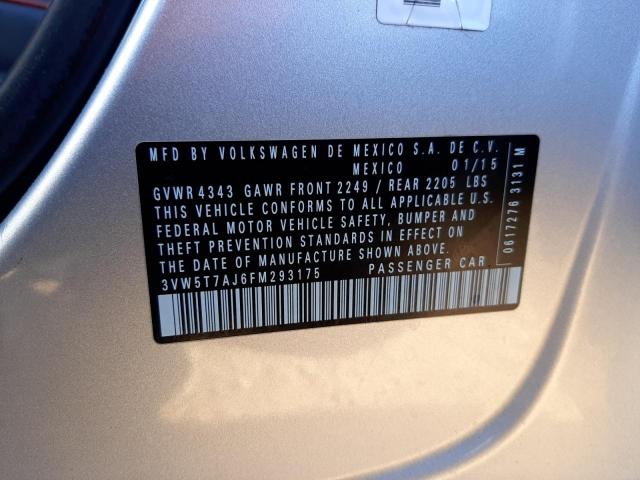 MFD BY VOLKSWAGEN DE MEXICO S.A. DE C.V.
MEXICO 01/15
GVWR 4343 GAWR FRONT 2249 / REAR 2205 LBS
THIS VEHICLE CONFORMS TO ALL APPLICABLE U.S.
FEDERAL MOTOR VEHICLE SAFETY, BUMPER AND
THEFT PREVENTION STANDARDS IN EFFECT ON
THE DATE OF MANUFACTURE SHOWN ABOVE.
3VW5T7AJ6FM293175 PASSENGER CAR
0617276 3131 M